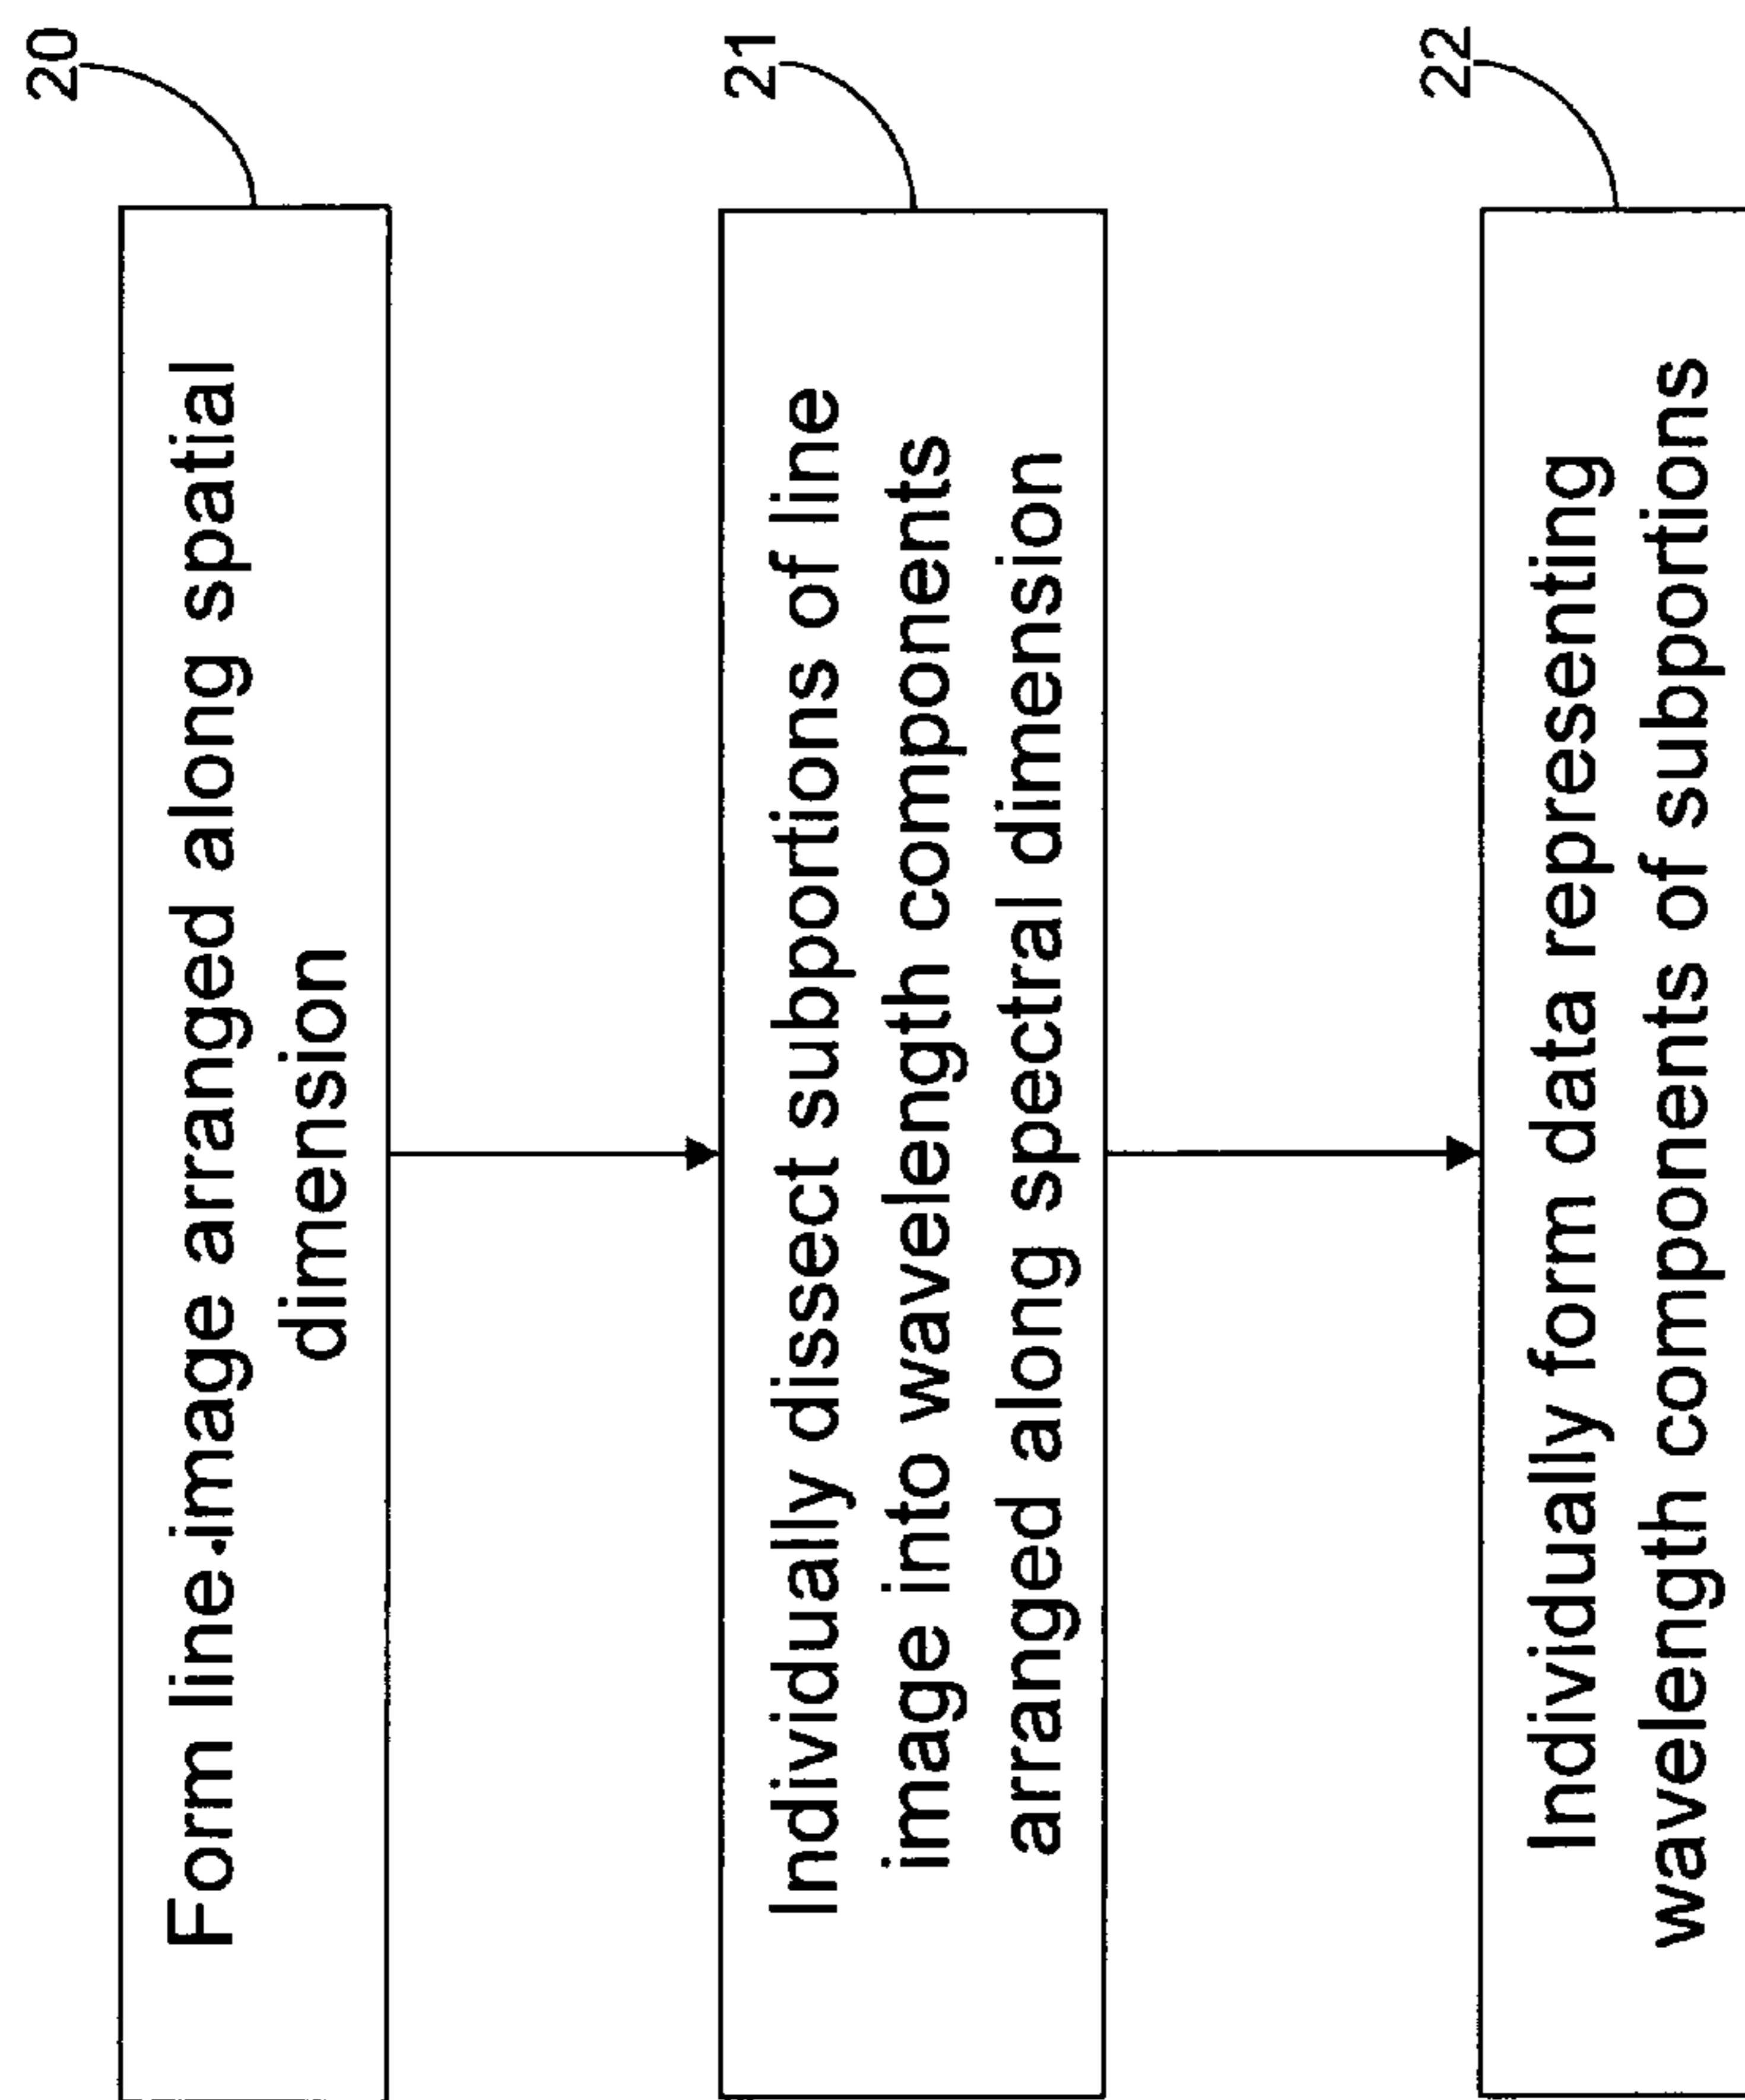 20
Form line image arranged along spatial
dimension
21
Individually dissect subportions of line
image into wavelength components
arranged along spectral dimension
22
Individually form data representing
wavelength components of subportions